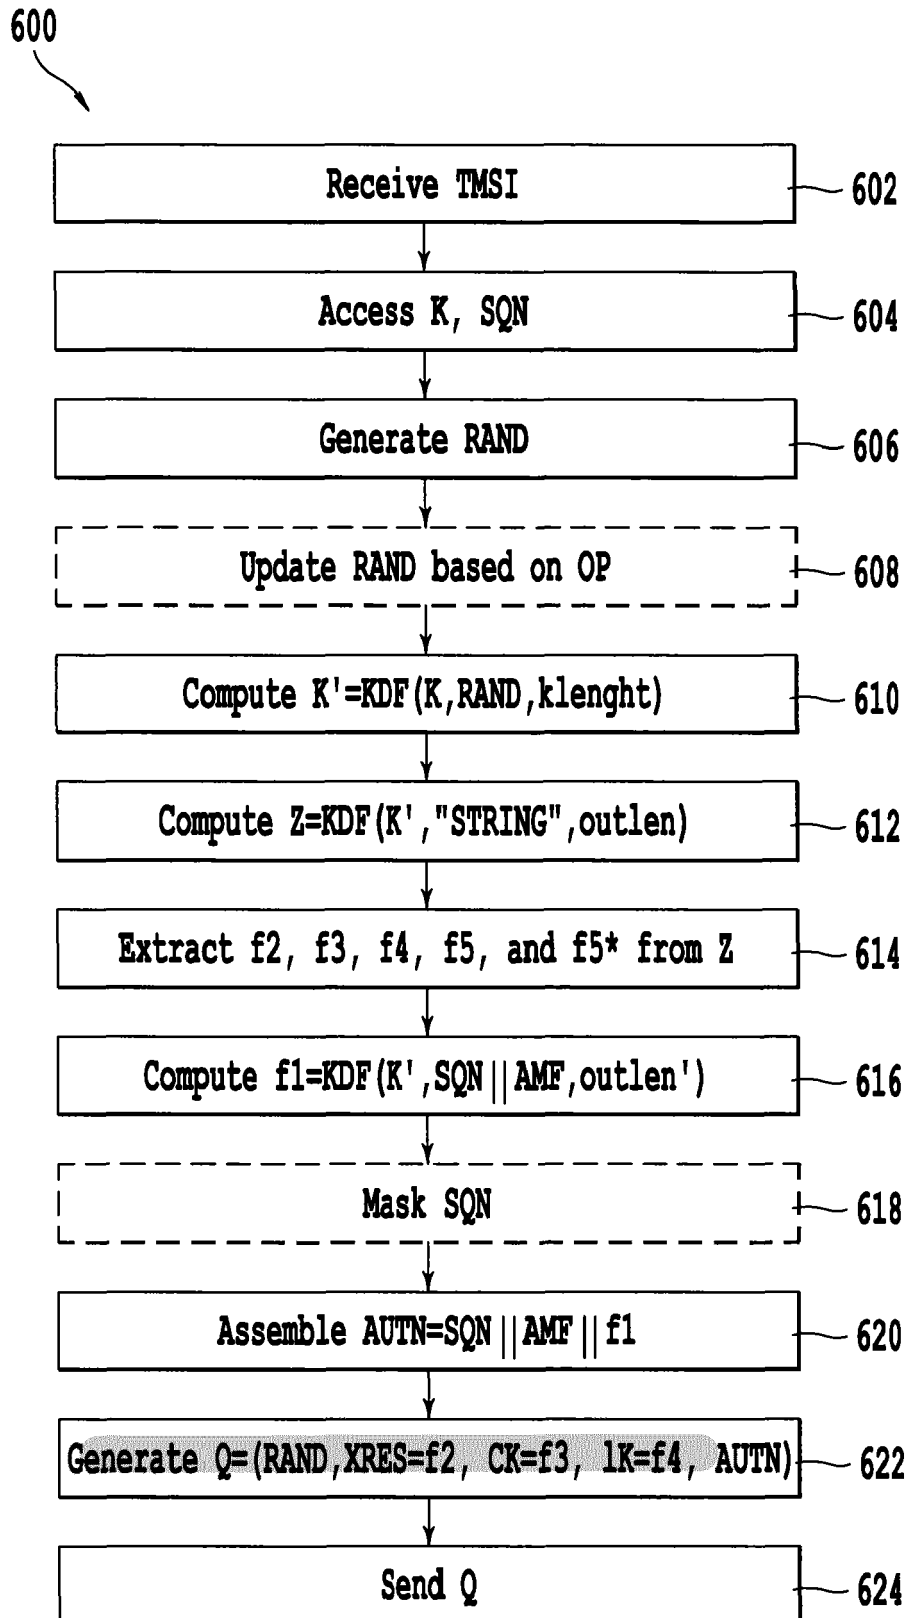 600
Receive TMSI
602
Access K, SQN
604
Generate RAND
606
Update RAND based on OP
608
Compute K'=KDF(K,RAND,klenght)
610
Compute Z=KDF(K',"STRING",outlen)
612
Extract f2, f3, f4, f5, and f5* from Z
614
Compute f1=KDF(K',SQN||AMF,outlen')
616
Mask SQN
618
Assemble AUTN=SQN||AMF||f1
620
Generate Q=(RAND,XRES=f2, CK=f3, lK=f4, AUTN)
622
Send Q
624